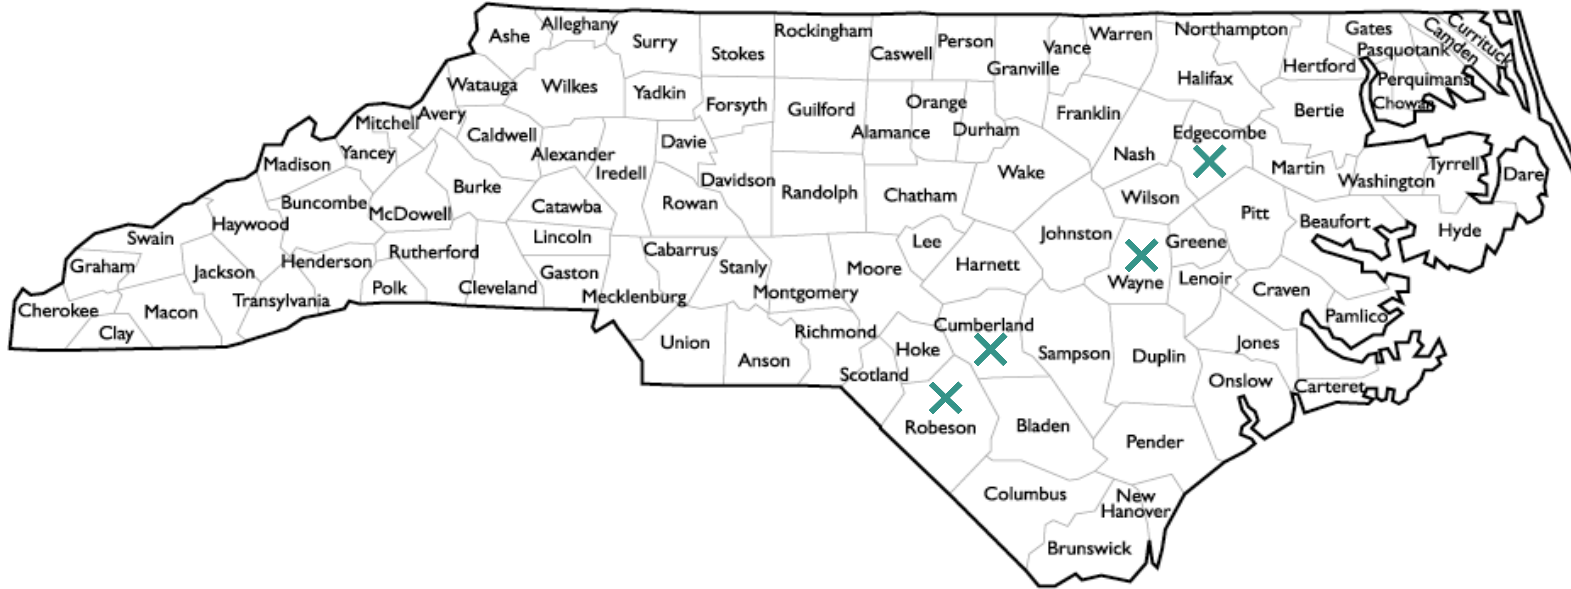 Ashe
Alleghany
Surry
Stokes
Rockingham
Caswell
Person
Granville
Vance
Warren
Northampton
Gates
Hertford
Pasquotank
Camden
Currituck
Perquimans
Chowan
Watauga
Wilkes
Yadkin
Forsyth
Guilford
Alamance
Orange
Durham
Franklin
Halifax
Bertie
Mitchell
Avery
Caldwell
Alexander
Iredell
Davie
Edgecombe
Nash
Martin
Washington
Tyrrell
Dare
Madison
Yancey
Burke
Davidson
Randolph
Chatham
Wake
Wilson
Buncombe
McDowell
Catawba
Rowan
Pitt
Beaufort
Hyde
Swain
Haywood
Rutherford
Lincoln
Cabarrus
Stanly
Moore
Lee
Harnett
Johnston
Greene
Graham
Jackson
Henderson
Gaston
Wayne
Lenoir
Craven
Cherokee
Macon
Transylvania
Polk
Cleveland
Mecklenburg
Montgomery
Pamlico
Clay
Union
Anson
Richmond
Hoke
Cumberland
Sampson
Duplin
Jones
Scotland
Onslow
Carteret
Robeson
Bladen
Pender
Columbus
New
Hanover
Brunswick